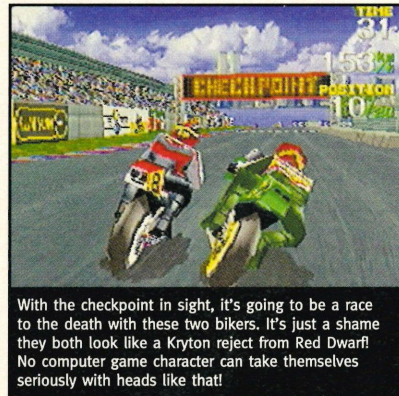 TIME
31
153
POSITION
10
CHECKPOINT
With the checkpoint in sight, it's going to be a race
to the death with these two bikers. It's just a shame
they both look like a Kryton reject from Red Dwarf!
No computer game character can take themselves
seriously with heads like that!